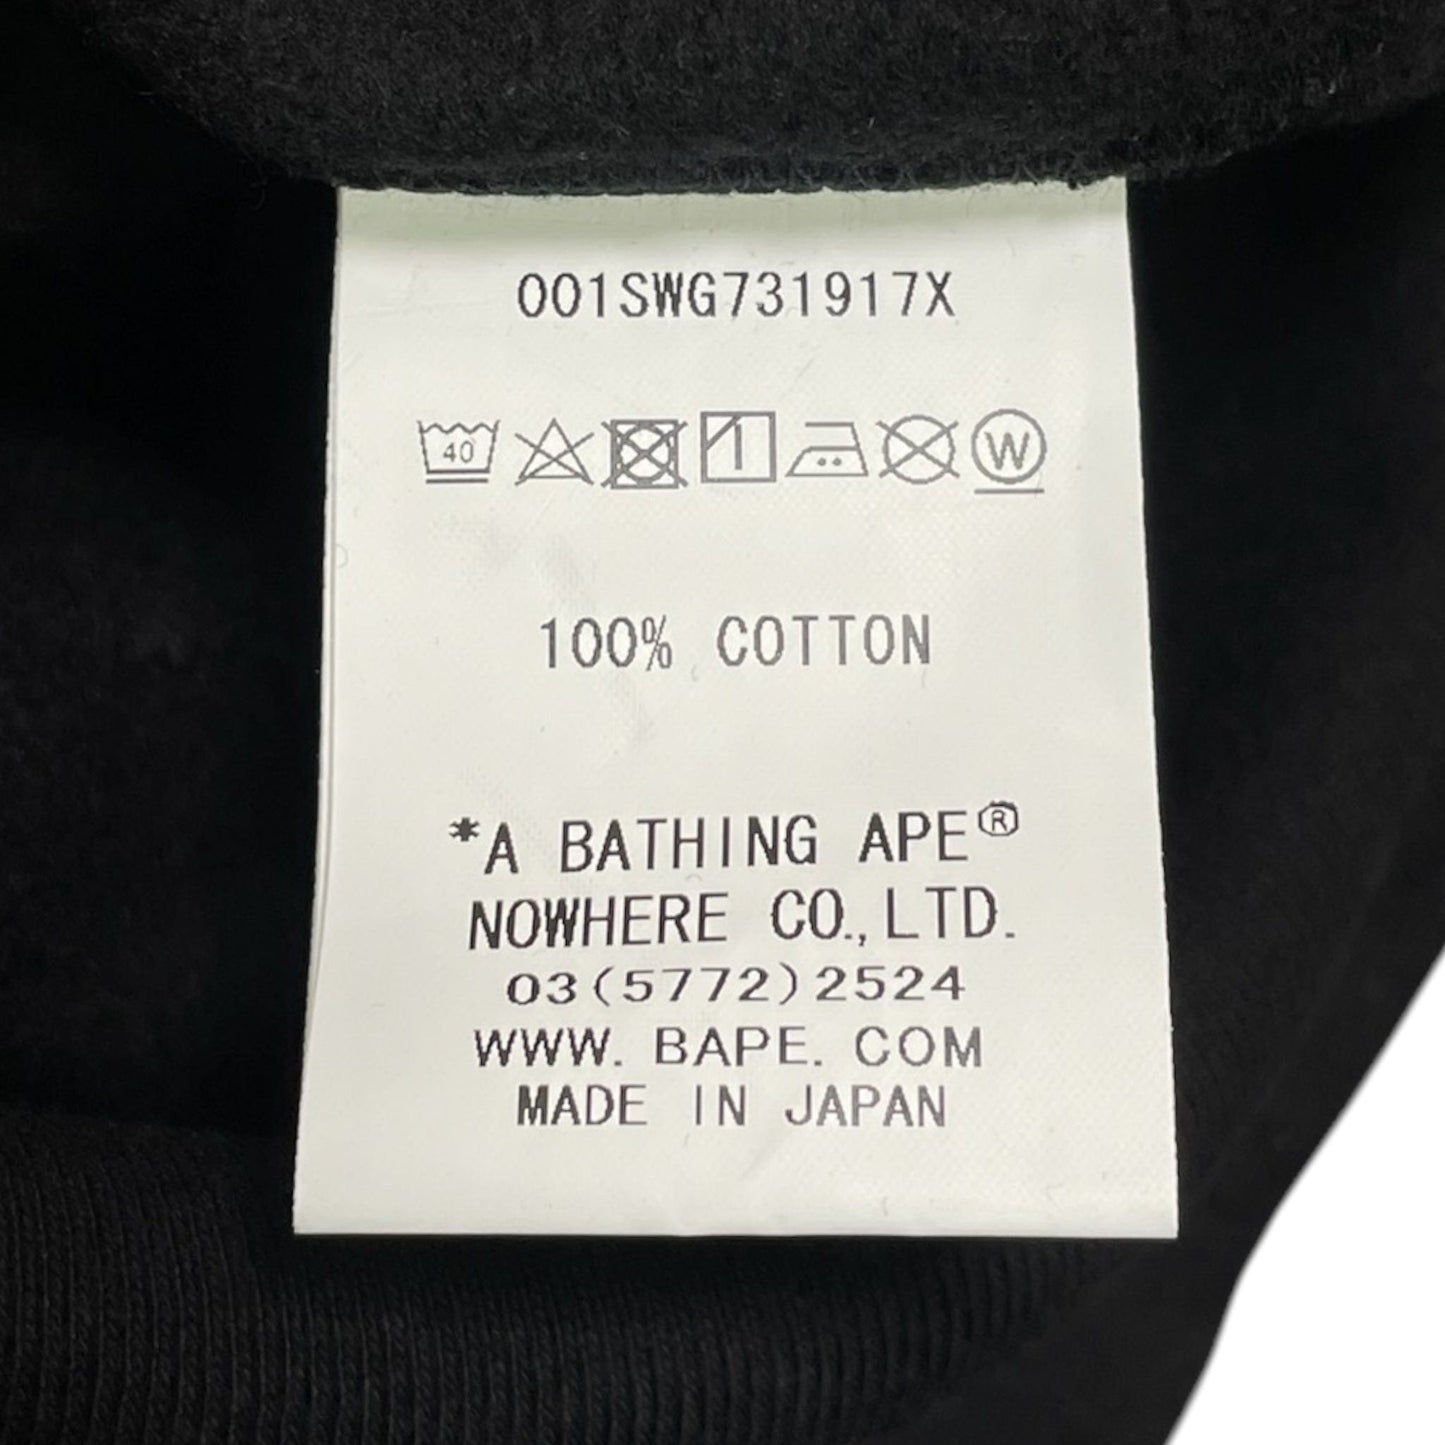 001SWG731917X
40
W
100% COTTON
*A BATHING APE®
NOWHERE CO.,LTD.
03(5772)2524
WWW. BAPE. COM
MADE IN JAPAN